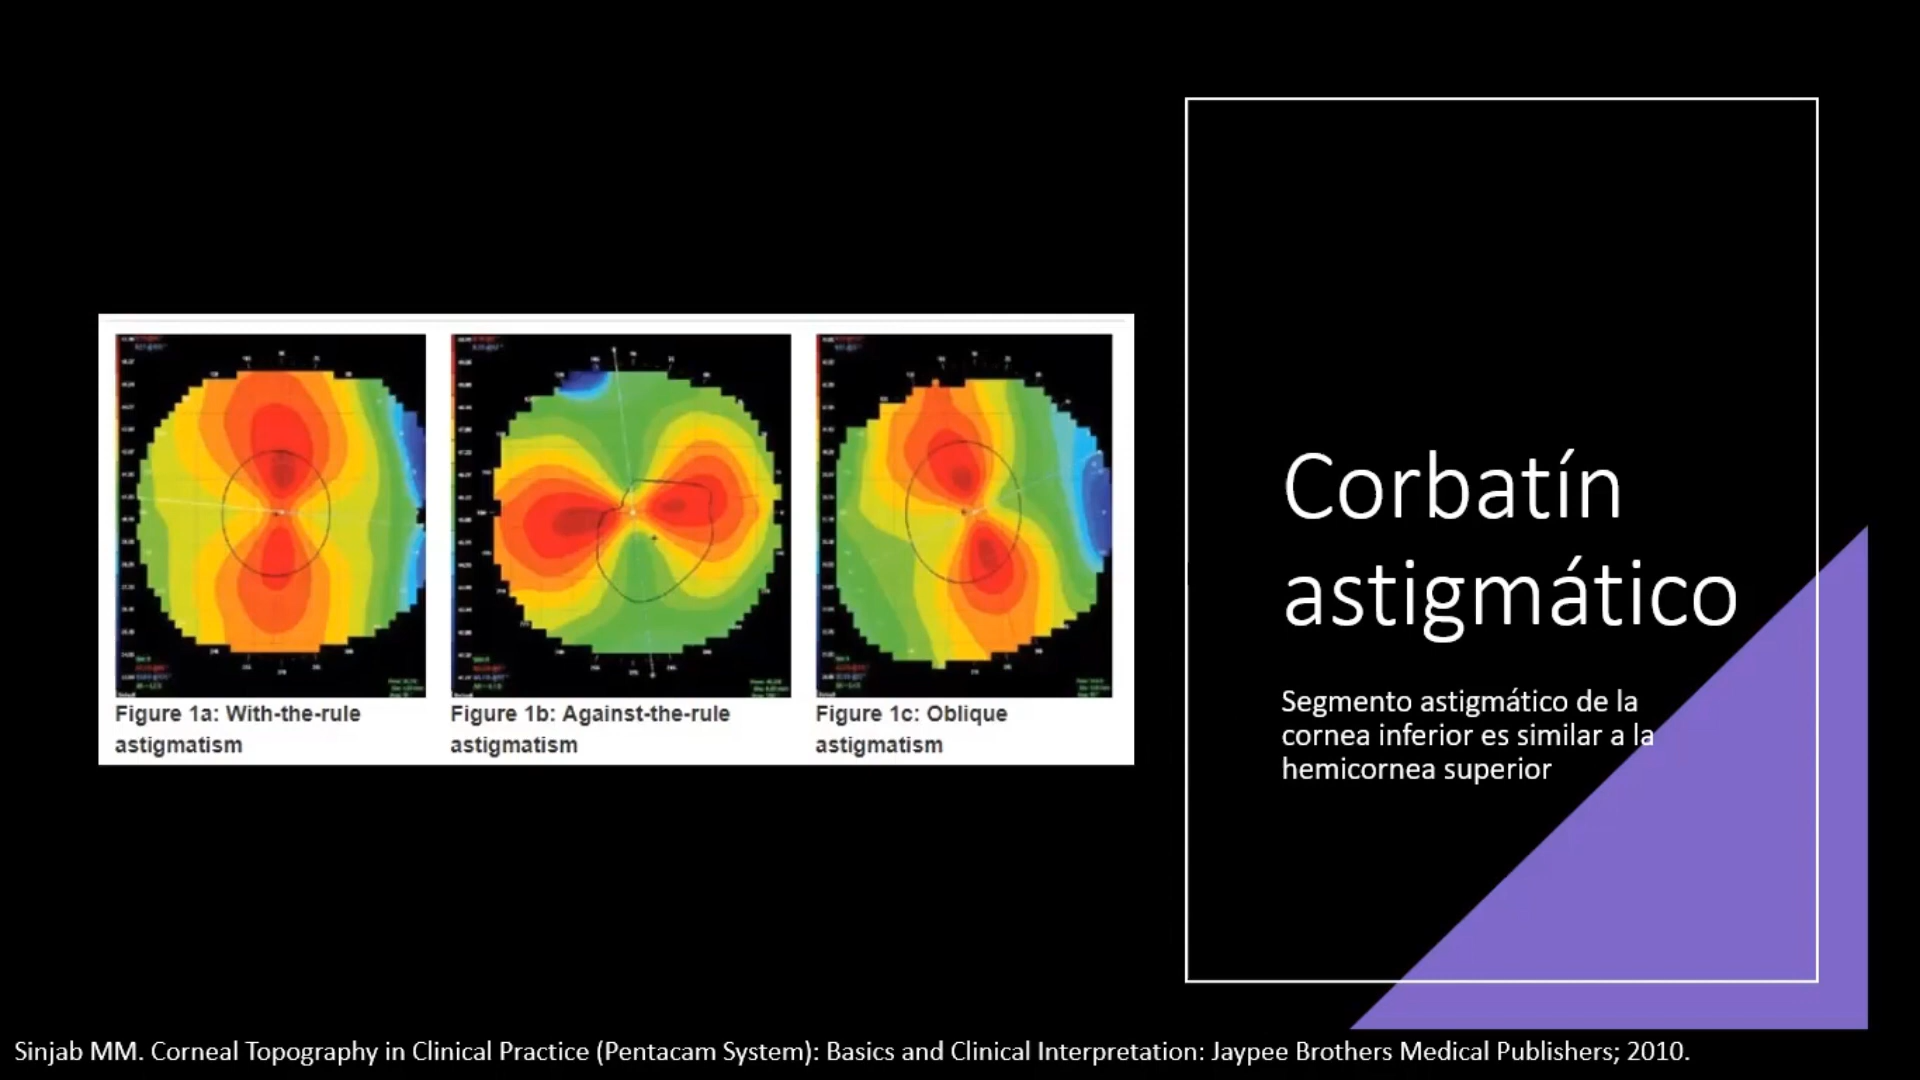 Figure 1a: With-the-rule
astigmatism
Figure 1b: Against-the-rule
astigmatism
Figure 1c: Oblique
astigmatism
Corbatín
astigmático
Segmento astigmático de la
cornea inferior es similar a la
hemicornea superior
Sinjab MM. Corneal Topography in Clinical Practice (Pentacam System): Basics and Clinical Interpretation: Jaypee Brothers Medical Publishers; 2010.